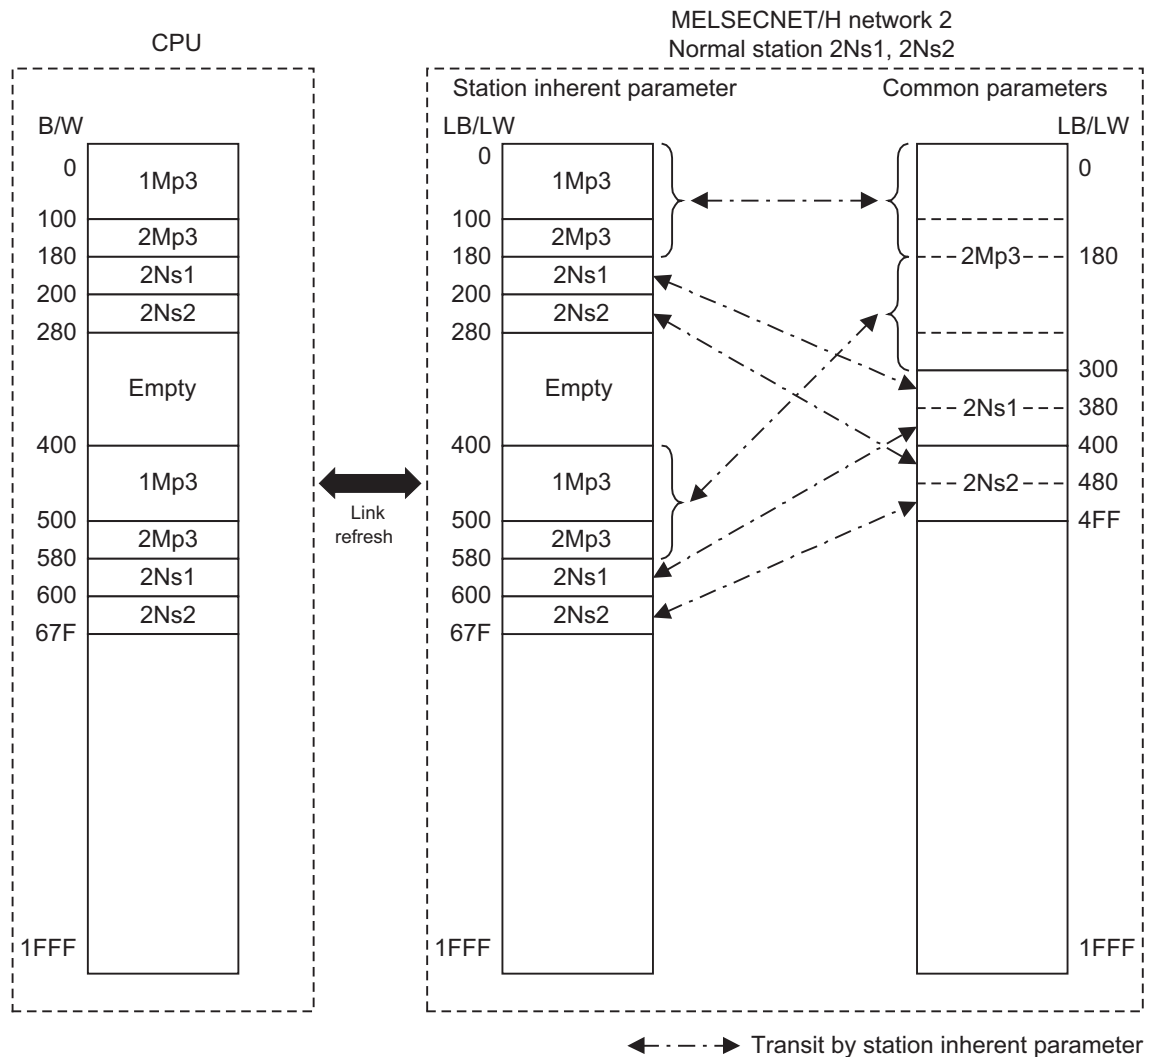 MELSECNET/H network 2
CPU
Normal station 2Ns1, 2Ns2
Station inherent parameter
Common parameters
B/W
LB/LW
LB/LW
0
1Mp3
100
2Mp3
180
2Ns1
200
2Ns2
280
Empty
400
1Mp3
500
2Mp3
580
2Ns1
600
2Ns2
67F
1FFF
Link
refresh
0
1Mp3
100
2Mp3
180
2Ns1
200
2Ns2
280
Empty
400
1Mp3
500
2Mp3
580
2Ns1
600
2Ns2
67F
1FFF
0
2Mp3
180
300
2Ns1
380
400
2Ns2
480
4FF
1FFF
Transit by station inherent parameter